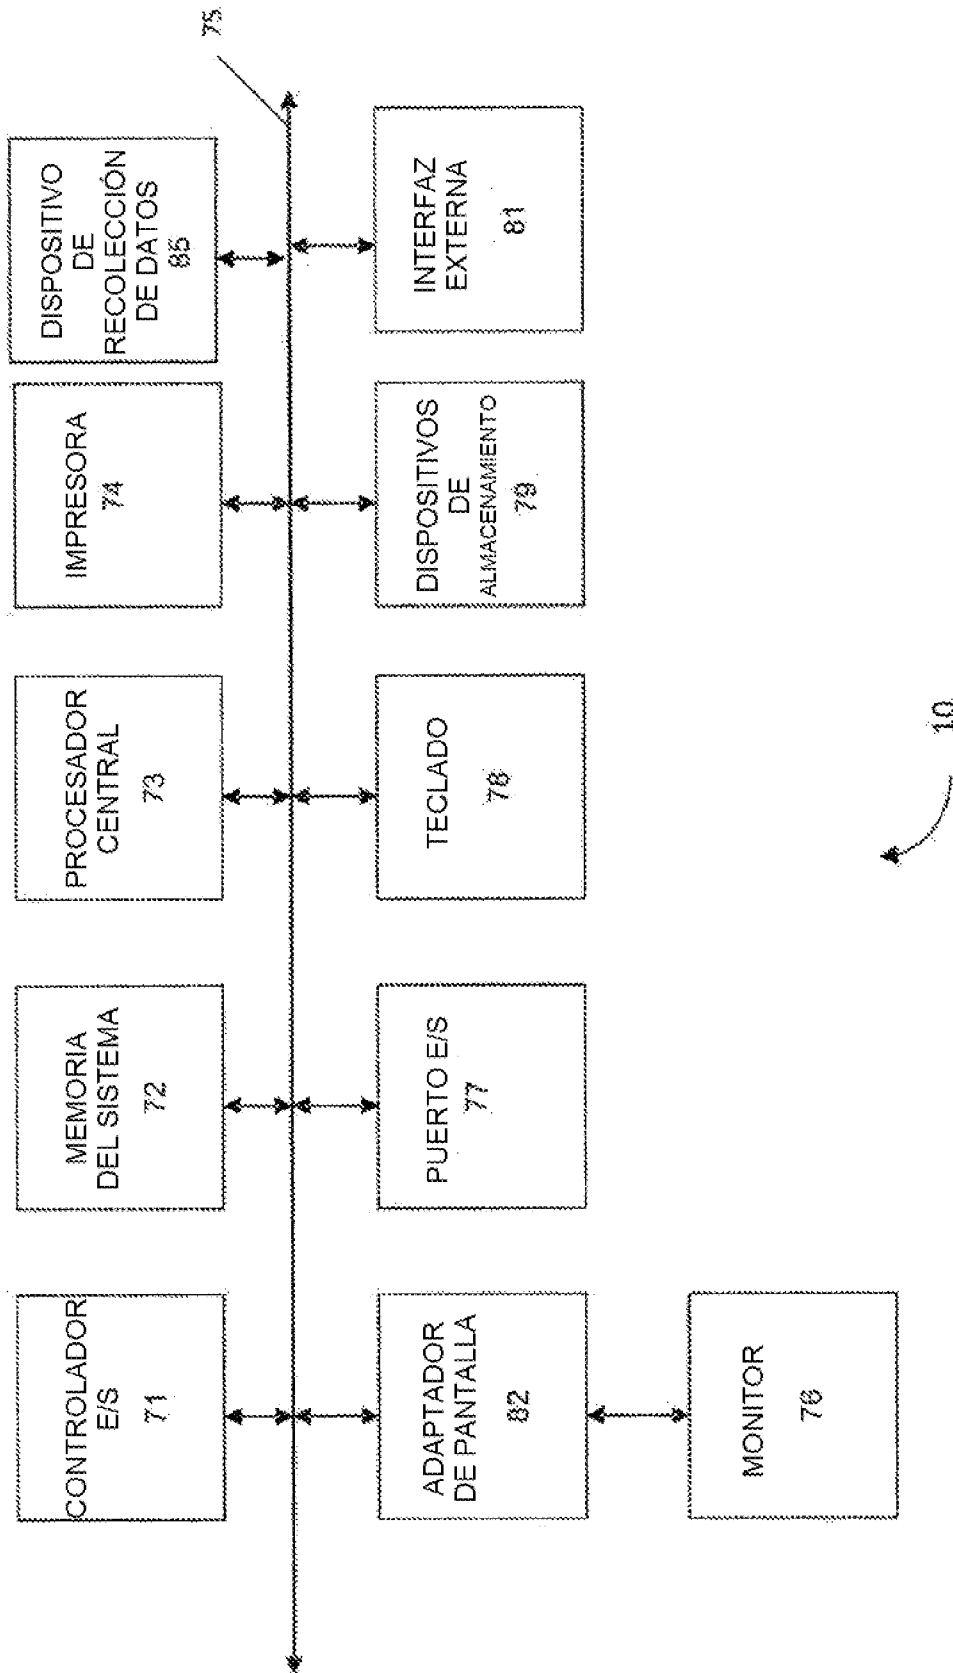 CONTROLADOR
E/S
71
MEMORIA
DEL SISTEMA
72
PROCESADOR
CENTRAL
73
IMPRESORA
74
DISPOSITIVO
DE
RECOLECCIÓN
DE DATOS
85
75
ADAPTADOR
DE PANTALLA
82
PUERTO E/S
77
TECLADO
78
DISPOSITIVOS
DE
ALMACENAMIENTO
79
INTERFAZ
EXTERNA
81
MONITOR
76
10